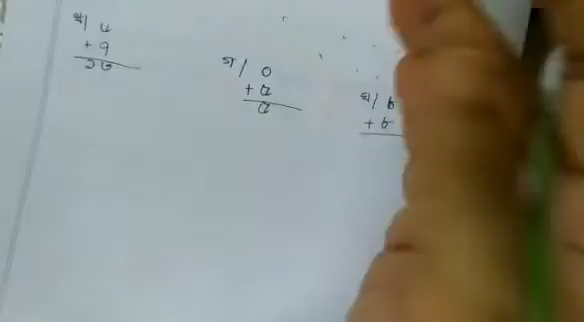 খ/ ৬
+ ৭
১৩
গ/ ০
+ ৫
৫
ঘ/ ৮
+ ৮